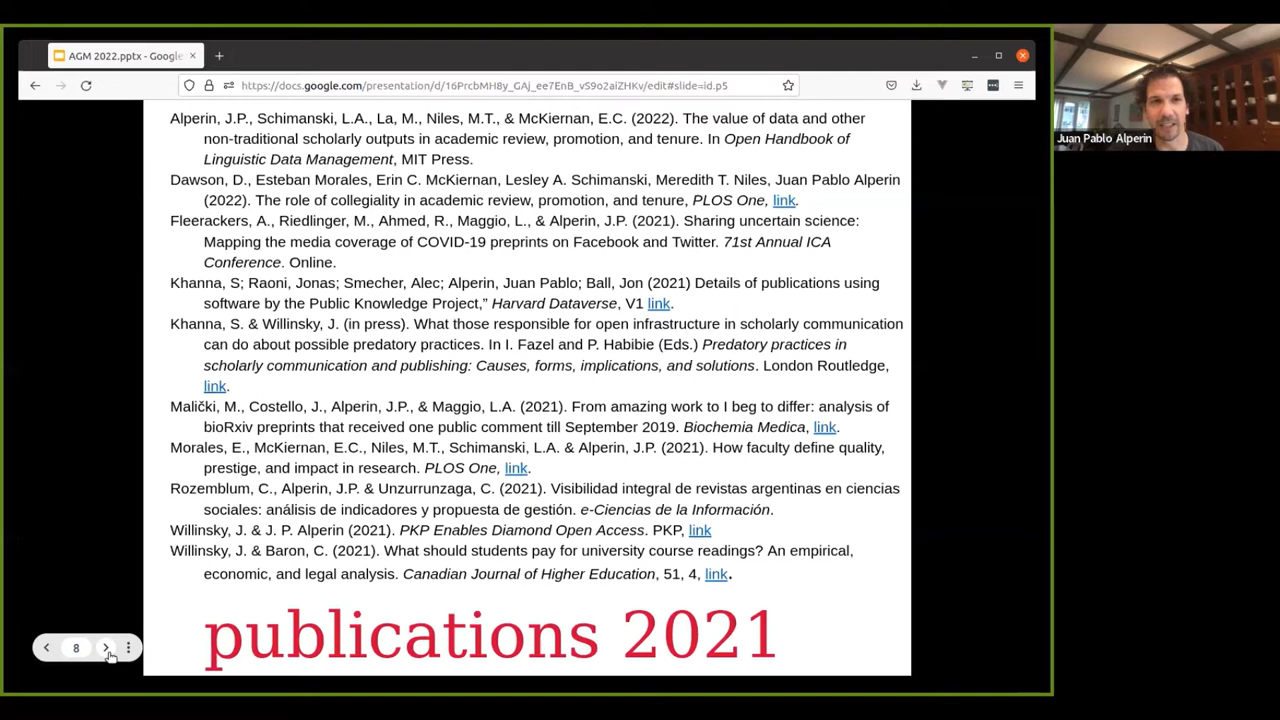 AGM 2022.pptx - Google
https://docs.google.com/presentation/d/16PrcbMH8y_GAj_ee7EnB_vS9o2aiZHKv/edit#slide=id.p5
Juan Pablo Alperin
Alperin, J.P., Schimanski, L.A., La, M., Niles, M.T., & McKiernan, E.C. (2022). The value of data and other
non-traditional scholarly outputs in academic review, promotion, and tenure. In Open Handbook of
Linguistic Data Management, MIT Press.
Dawson, D., Esteban Morales, Erin C. McKiernan, Lesley A. Schimanski, Meredith T. Niles, Juan Pablo Alperin
(2022). The role of collegiality in academic review, promotion, and tenure, PLOS One, link.
Fleerackers, A., Riedlinger, M., Ahmed, R., Maggio, L., & Alperin, J.P. (2021). Sharing uncertain science:
Mapping the media coverage of COVID-19 preprints on Facebook and Twitter. 71st Annual ICA
Conference. Online.
Khanna, S; Raoni, Jonas; Smecher, Alec; Alperin, Juan Pablo; Ball, Jon (2021) Details of publications using
software by the Public Knowledge Project,” Harvard Dataverse, V1 link.
Khanna, S. & Willinsky, J. (in press). What those responsible for open infrastructure in scholarly communication
can do about possible predatory practices. In I. Fazel and P. Habibie (Eds.) Predatory practices in
scholarly communication and publishing: Causes, forms, implications, and solutions. London Routledge,
link.
Malički, M., Costello, J., Alperin, J.P., & Maggio, L.A. (2021). From amazing work to I beg to differ: analysis of
bioRxiv preprints that received one public comment till September 2019. Biochemia Medica, link.
Morales, E., McKiernan, E.C., Niles, M.T., Schimanski, L.A. & Alperin, J.P. (2021). How faculty define quality,
prestige, and impact in research. PLOS One, link.
Rozemblum, C., Alperin, J.P. & Unzurrunzaga, C. (2021). Visibilidad integral de revistas argentinas en ciencias
sociales: análisis de indicadores y propuesta de gestión. e-Ciencias de la Información.
Willinsky, J. & J. P. Alperin (2021). PKP Enables Diamond Open Access. PKP, link
Willinsky, J. & Baron, C. (2021). What should students pay for university course readings? An empirical,
economic, and legal analysis. Canadian Journal of Higher Education, 51, 4, link.
publications 2021
8